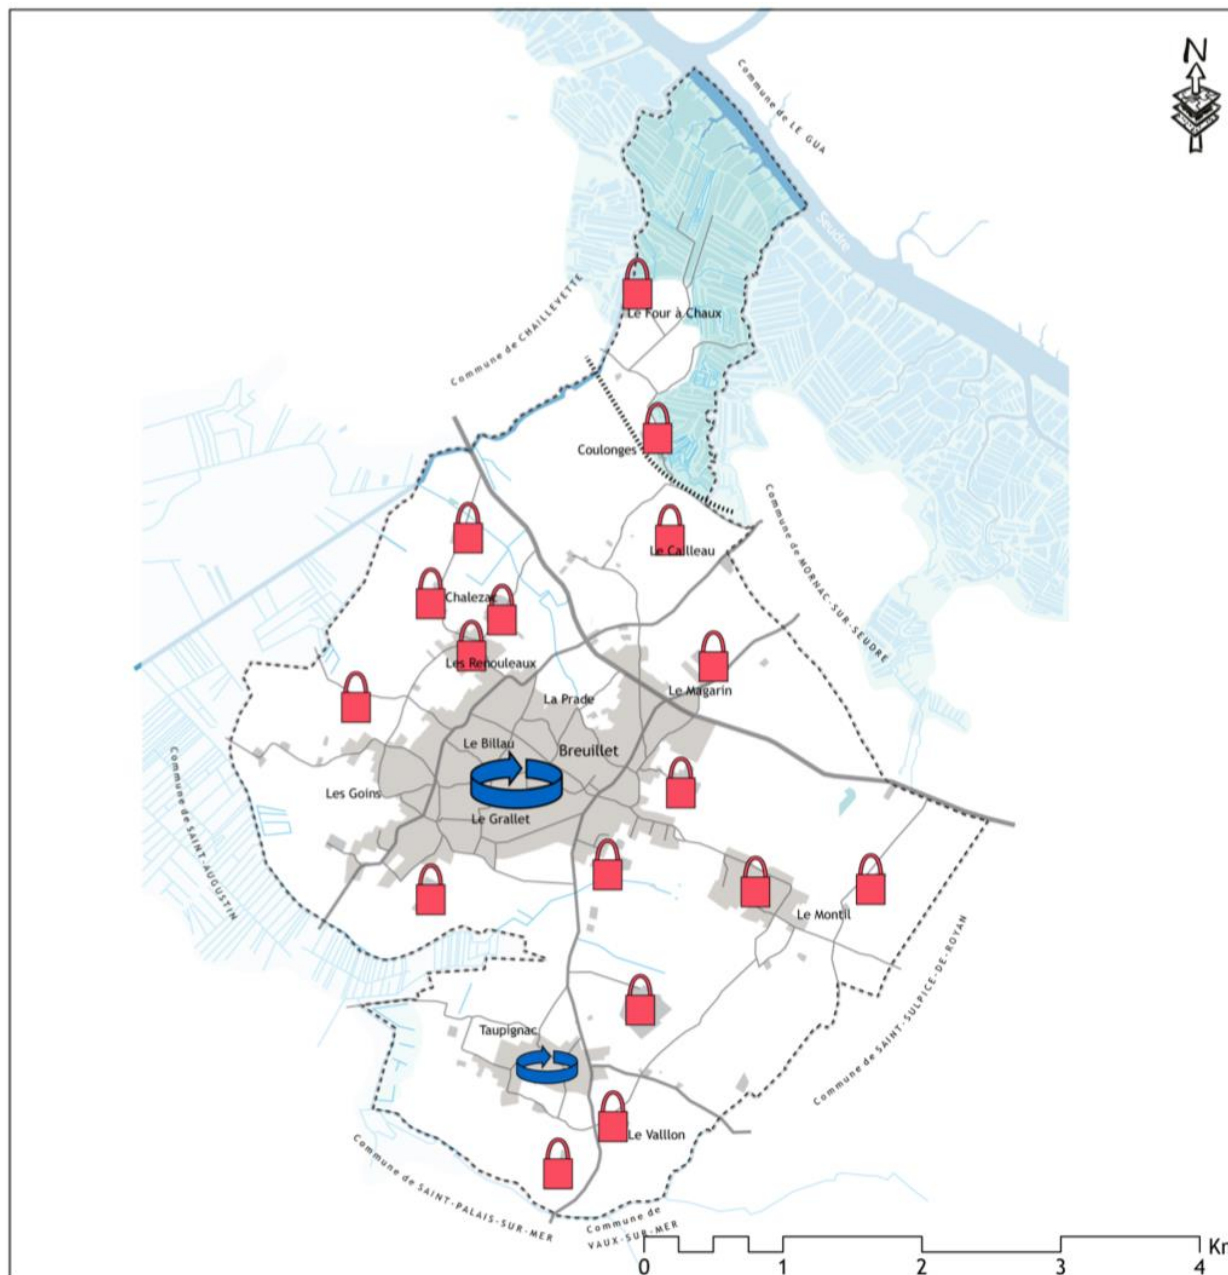 N
Commune de LE GUA
Seudre
Le Four à Chaux
Commune de CHAILLEVETTE
Coulonges
Commune de MORNAC-SUR-SEUDRE
Le Cailleau
Chalezac
Les Renouleaux
Le Magarin
La Prade
Le Billau
Breuillet
Les Goins
Le Grallet
Commune de SAINT-AUGUSTIN
Le Montil
Commune de SAINT-SULPICE-DE-ROYAN
Taupignac
Le Valllon
Commune de SAINT-PALAIS-SUR-MER
Commune de
VAUX-SUR-MER
0 1 2 3 4